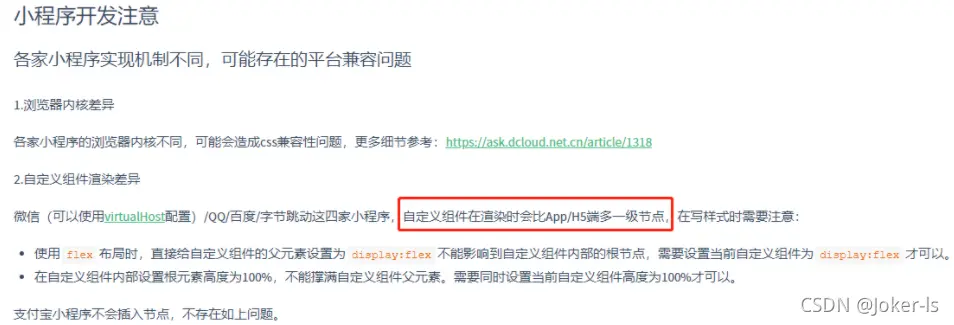 小程序开发注意
各家小程序实现机制不同，可能存在的平台兼容问题
1.浏览器内核差异
各家小程序的浏览器内核不同，可能会造成css兼容性问题，更多细节参考：https://ask.dcloud.net.cn/article/1318
2.自定义组件渲染差异
微信（可以使用virtualHost配置）/QQ/百度/字节跳动这四家小程序，自定义组件在渲染时会比App/H5端多一级节点，在写样式时需要注意：
• 使用 flex 布局时，直接给自定义组件的父元素设置为 display:flex 不能影响到自定义组件内部的根节点，需要设置当前自定义组件为 display:flex 才可以。
• 在自定义组件内部设置根元素高度为100%，不能撑满自定义组件父元素。需要同时设置当前自定义组件高度为100%才可以。
支付宝小程序不会插入节点，不存在如上问题。
CSDN @Joker-ls